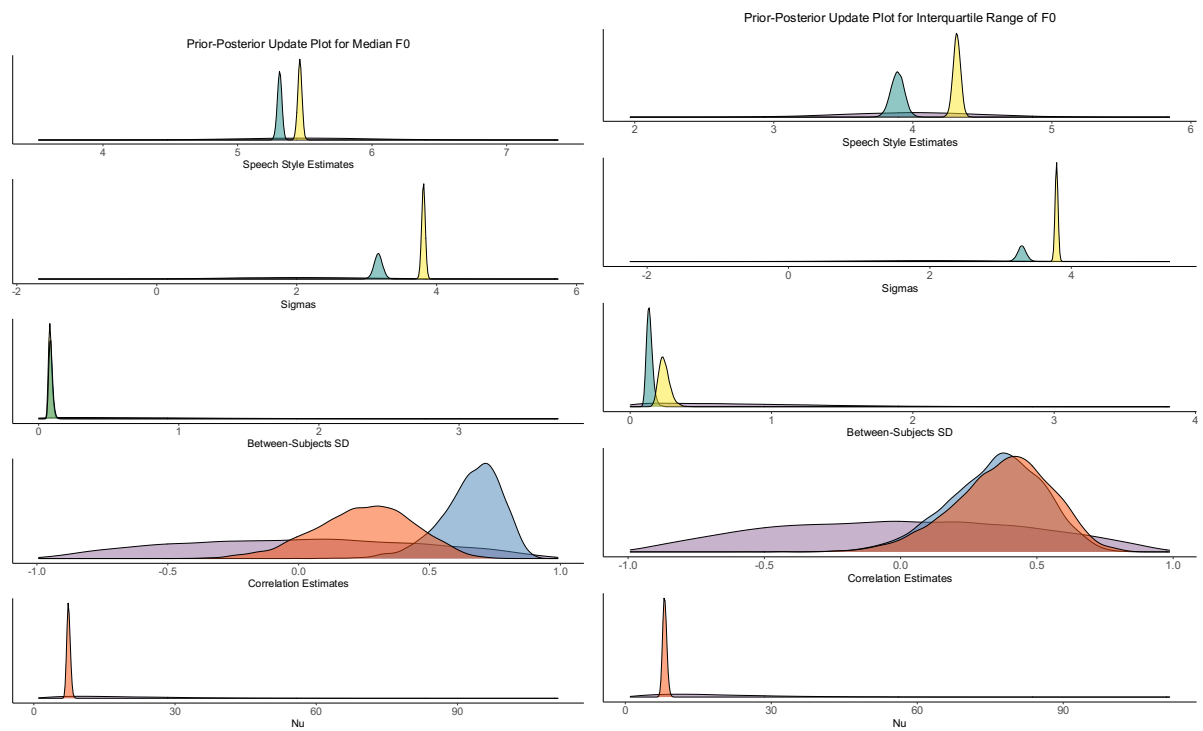 Prior-Posterior Update Plot for Median F0
4 5 6 7
Speech Style Estimates
-2 0 2 4 6
Sigmas
0 1 2 3
Between-Subjects SD
-1.0 -0.5 0.0 0.5 1.0
Correlation Estimates
0 30 60 90
Nu
Prior-Posterior Update Plot for Interquartile Range of F0
2 3 4 5 6
Speech Style Estimates
-2 0 2 4
Sigmas
0 1 2 3 4
Between-Subjects SD
-1.0 -0.5 0.0 0.5 1.0
Correlation Estimates
0 30 60 90
Nu